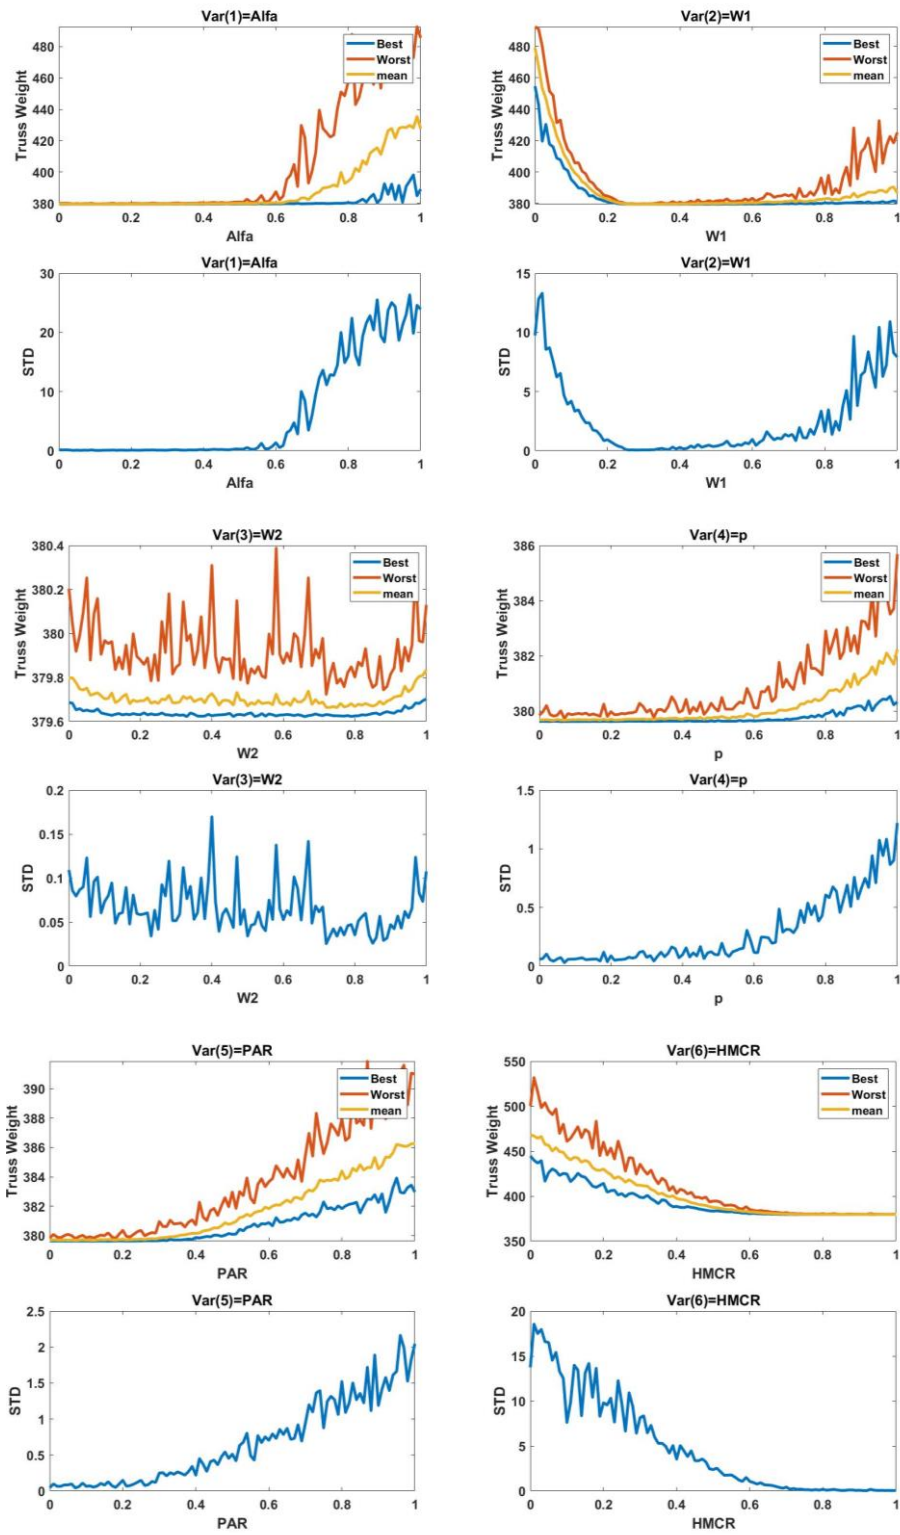 Var(1)=Alfa
Truss Weight
480
460
440
420
400
380
0 0.2 0.4 0.6 0.8 1
Alfa
Best
Worst
mean
Var(2)=W1
Truss Weight
480
460
440
420
400
380
0 0.2 0.4 0.6 0.8 1
W1
Best
Worst
mean
Var(1)=Alfa
STD
30
20
10
0
0 0.2 0.4 0.6 0.8 1
Alfa
Var(2)=W1
STD
15
10
5
0
0 0.2 0.4 0.6 0.8 1
W1
Var(3)=W2
Truss Weight
380.4
380.2
380
379.8
379.6
0 0.2 0.4 0.6 0.8 1
W2
Best
Worst
mean
Var(4)=p
Truss Weight
386
384
382
380
0 0.2 0.4 0.6 0.8 1
p
Best
Worst
mean
Var(3)=W2
STD
0.2
0.15
0.1
0.05
0
0 0.2 0.4 0.6 0.8 1
W2
Var(4)=p
STD
1.5
1
0.5
0
0 0.2 0.4 0.6 0.8 1
p
Var(5)=PAR
Truss Weight
390
388
386
384
382
380
0 0.2 0.4 0.6 0.8 1
PAR
Best
Worst
mean
Var(6)=HMCR
Truss Weight
550
500
450
400
350
0 0.2 0.4 0.6 0.8 1
HMCR
Best
Worst
mean
Var(5)=PAR
STD
2.5
2
1.5
1
0.5
0
0 0.2 0.4 0.6 0.8 1
PAR
Var(6)=HMCR
STD
20
15
10
5
0
0 0.2 0.4 0.6 0.8 1
HMCR